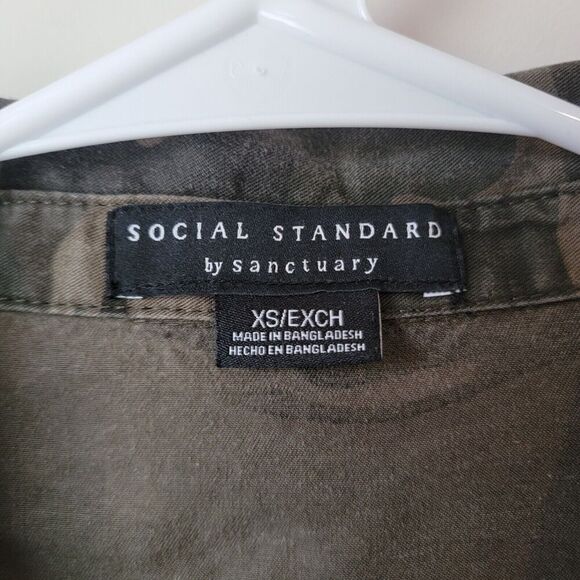 SOCIAL STANDARD
by sanctuary
XS/EXCH
MADE IN BANGLADESH
HECHO EN BANGLADESH